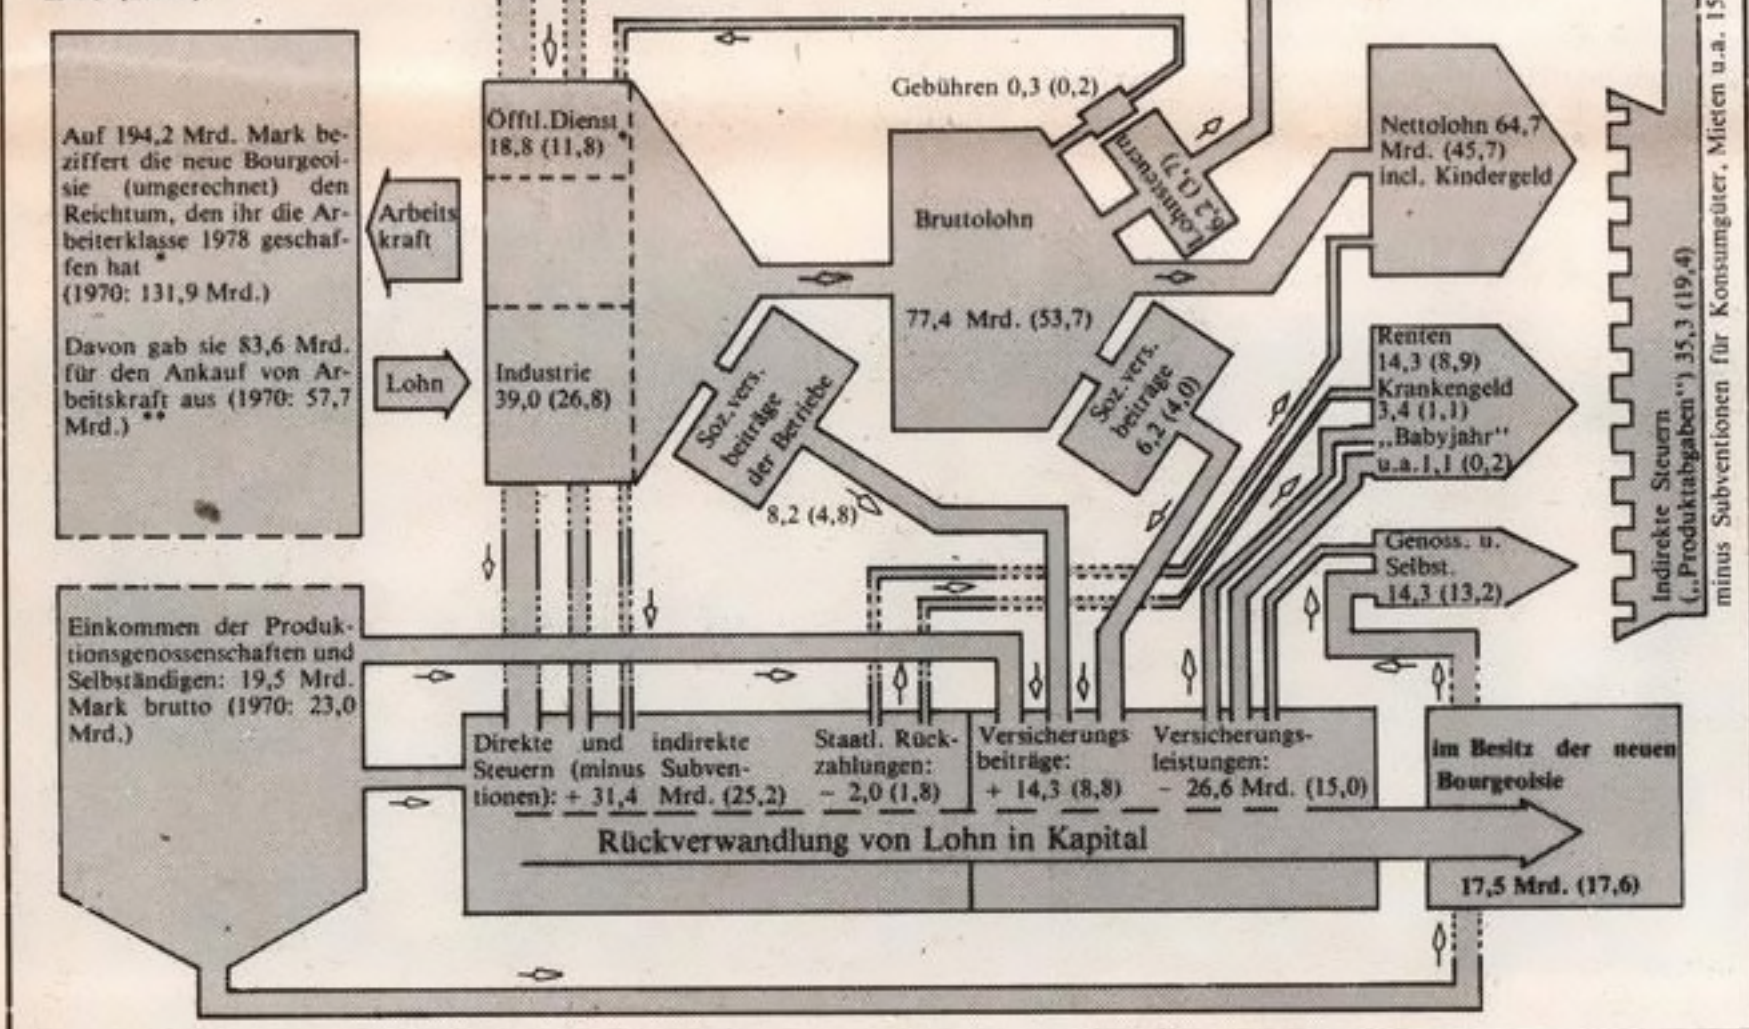 Auf 194,2 Mrd. Mark be-
ziffert die neue Bourgeoi-
sie (umgerechnet) den
Reichtum, den ihr die Ar-
beiterklasse 1978 geschaf-
fen hat *
(1970: 131,9 Mrd.)
Davon gab sie 83,6 Mrd.
für den Ankauf von Ar-
beitskraft aus (1970: 57,7
Mrd.) **
Arbeits
kraft
Lohn
Öfftl.Dienst
18,8 (11,8) *
Industrie
39,0 (26,8)
Gebühren 0,3 (0,2)
Lohnsteuern
6,2 (3,7)
Bruttolohn
77,4 Mrd. (53,7)
Soz.vers.
beiträge
der Betriebe
8,2 (4,8)
Soz.vers.
beiträge
6,2 (4,0)
Nettolohn 64,7
Mrd. (45,7)
incl. Kindergeld
Renten
14,3 (8,9)
Krankengeld
3,4 (1,1)
„Babyjahr"
u.a.1,1 (0,2)
Genoss. u.
Selbst.
14,3 (13,2)
Indirekte Steuern
(„Produktabgaben") 35,3 (19,4)
minus Subventionen für Konsumgüter, Mieten u.a. 15
Einkommen der Produk-
tionsgenossenschaften und
Selbständigen: 19,5 Mrd.
Mark brutto (1970: 23,0
Mrd.)
Direkte und indirekte
Steuern (minus Subven-
tionen): + 31,4 Mrd. (25,2)
Staatl. Rück-
zahlungen:
- 2,0 (1,8)
Versicherungs
beiträge:
+ 14,3 (8,8)
Versicherungs-
leistungen:
- 26,6 Mrd. (15,0)
Rückverwandlung von Lohn in Kapital
im Besitz der neuen
Bourgeoisie
17,5 Mrd. (17,6)